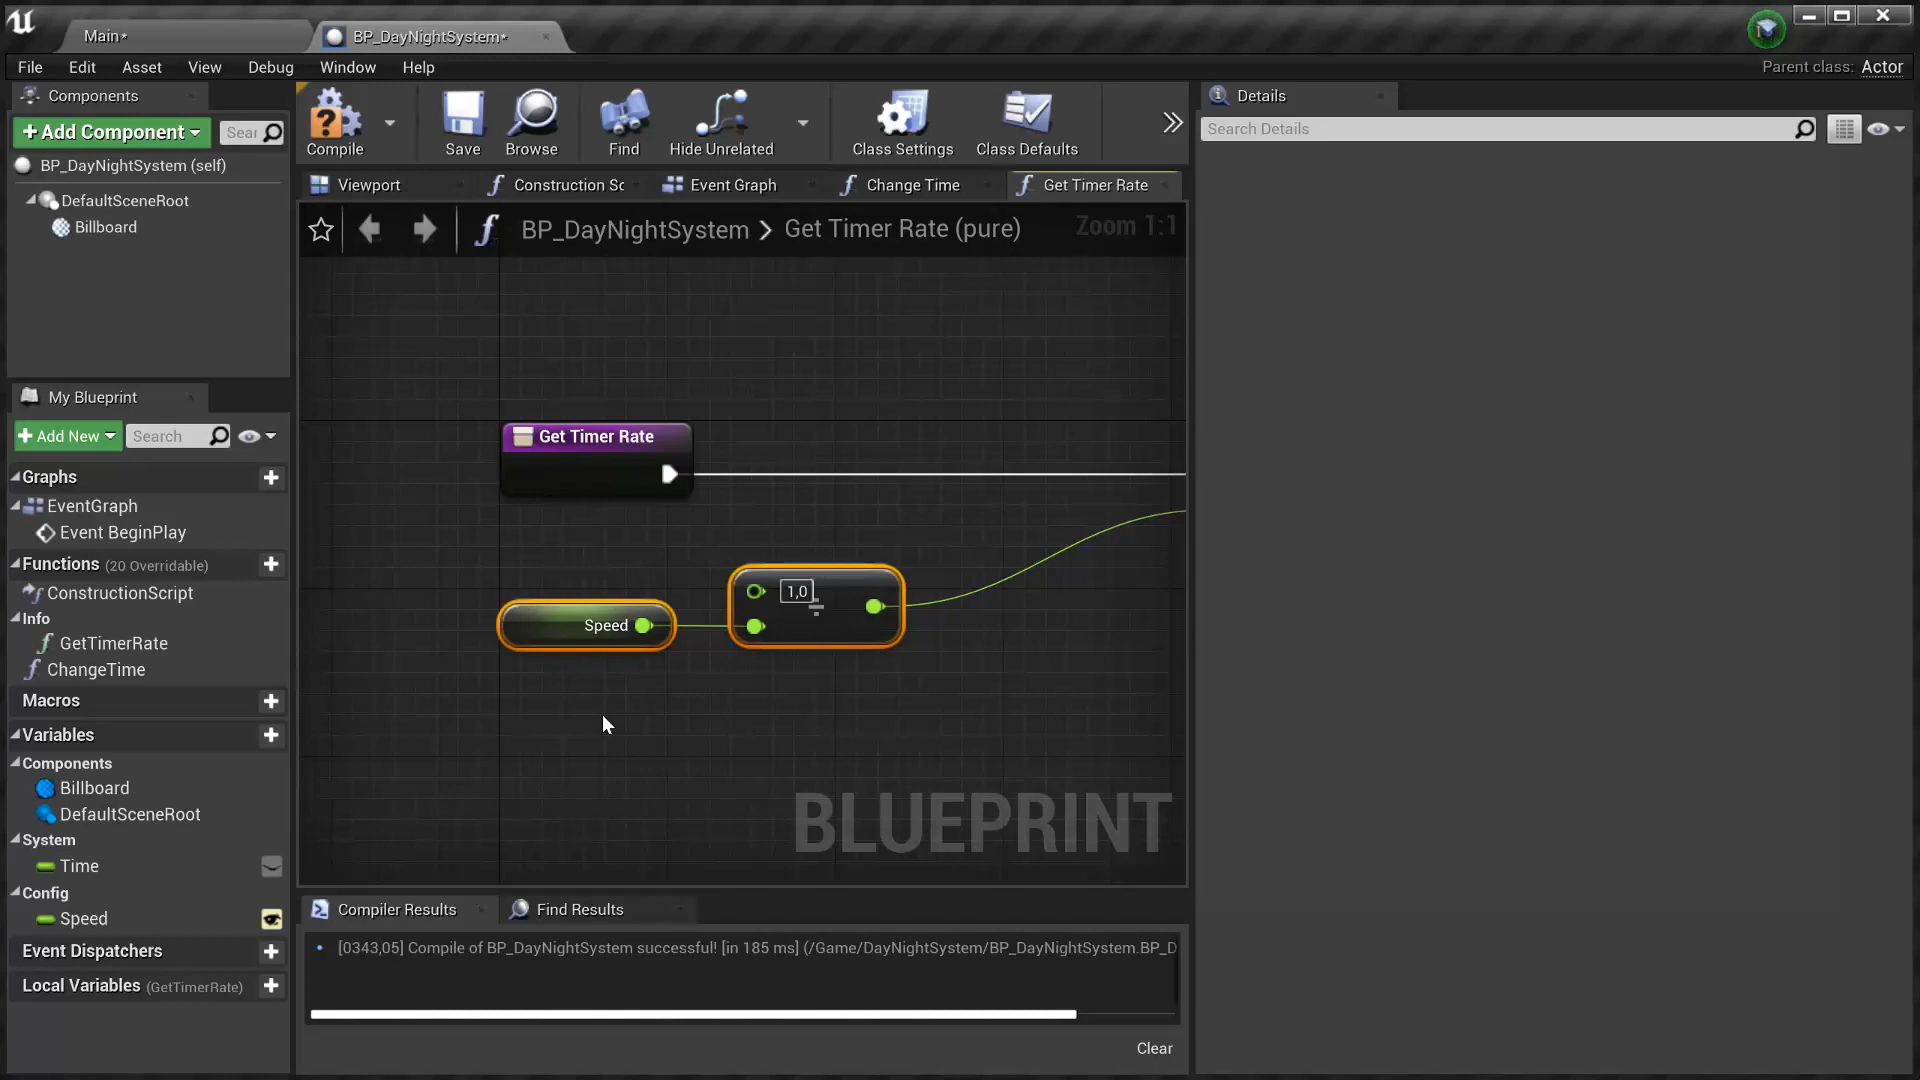 Main*
BP_DayNightSystem*
File Edit Asset View Debug Window Help
Parent class: Actor
Components
+Add Component
Sear
BP_DayNightSystem (self)
DefaultSceneRoot
Billboard
Compile
Save
Browse
Find
Hide Unrelated
Class Settings
Class Defaults
Details
Search Details
Viewport
Construction Sc
Event Graph
Change Time
Get Timer Rate
BP_DayNightSystem > Get Timer Rate (pure)
Zoom 1:1
My Blueprint
+Add New
Search
Graphs
EventGraph
Event BeginPlay
Functions (20 Overridable)
ConstructionScript
Info
GetTimerRate
ChangeTime
Macros
Variables
Components
Billboard
DefaultSceneRoot
System
Time
Config
Speed
Event Dispatchers
Local Variables (GetTimerRate)
Get Timer Rate
1,0
÷
Speed
BLUEPRINT
Compiler Results
Find Results
[0343,05] Compile of BP_DayNightSystem successful! [in 185 ms] (/Game/DayNightSystem/BP_DayNightSystem.BP_D
Clear